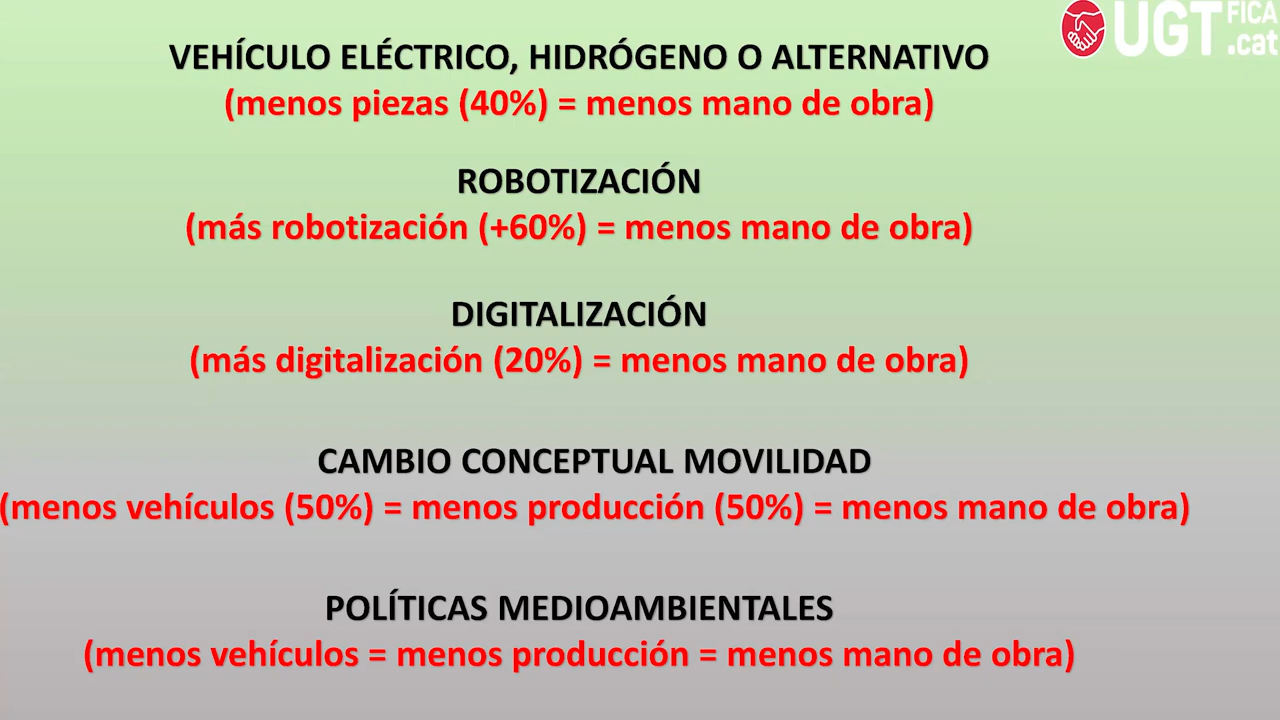 UGT FICA .cat
VEHÍCULO ELÉCTRICO, HIDRÓGENO O ALTERNATIVO
(menos piezas (40%) = menos mano de obra)
ROBOTIZACIÓN
(más robotización (+60%) = menos mano de obra)
DIGITALIZACIÓN
(más digitalización (20%) = menos mano de obra)
CAMBIO CONCEPTUAL MOVILIDAD
(menos vehículos (50%) = menos producción (50%) = menos mano de obra)
POLÍTICAS MEDIOAMBIENTALES
(menos vehículos = menos producción = menos mano de obra)